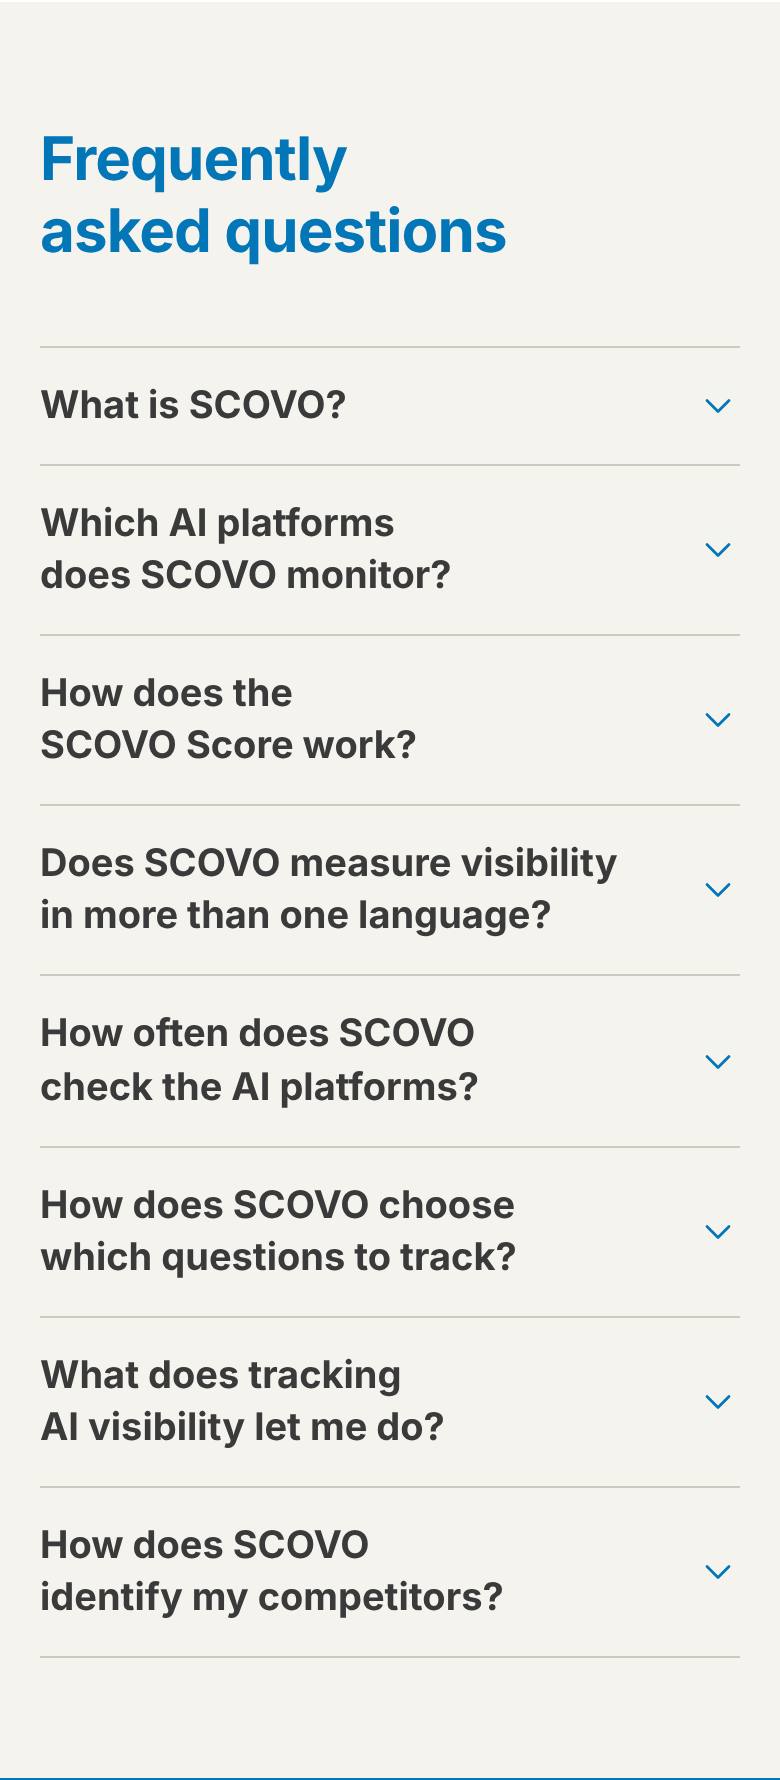 Frequently
asked questions
What is SCOVO?
Which AI platforms
does SCOVO monitor?
How does the
SCOVO Score work?
Does SCOVO measure visibility
in more than one language?
How often does SCOVO
check the AI platforms?
How does SCOVO choose
which questions to track?
What does tracking
AI visibility let me do?
How does SCOVO
identify my competitors?